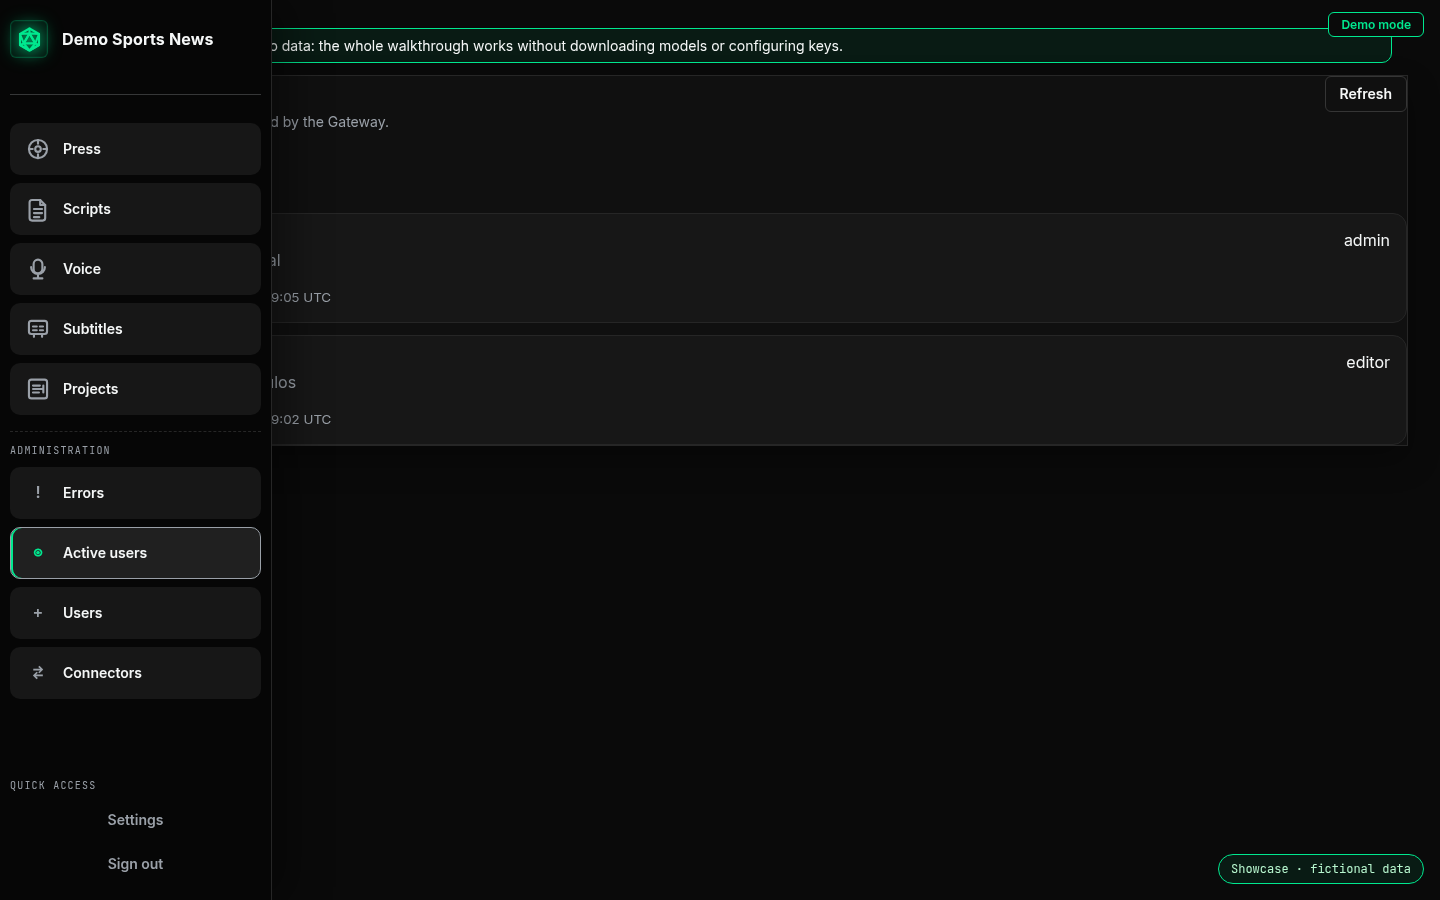 Demo Sports News
Demo mode
data: the whole walkthrough works without downloading models or configuring keys.
Refresh
by the Gateway.
Press
Scripts
admin
Voice
9:05 UTC
Subtitles
editor
Projects
9:02 UTC
ADMINISTRATION
! Errors
Active users
+ Users
Connectors
QUICK ACCESS
Settings
Sign out
Showcase · fictional data